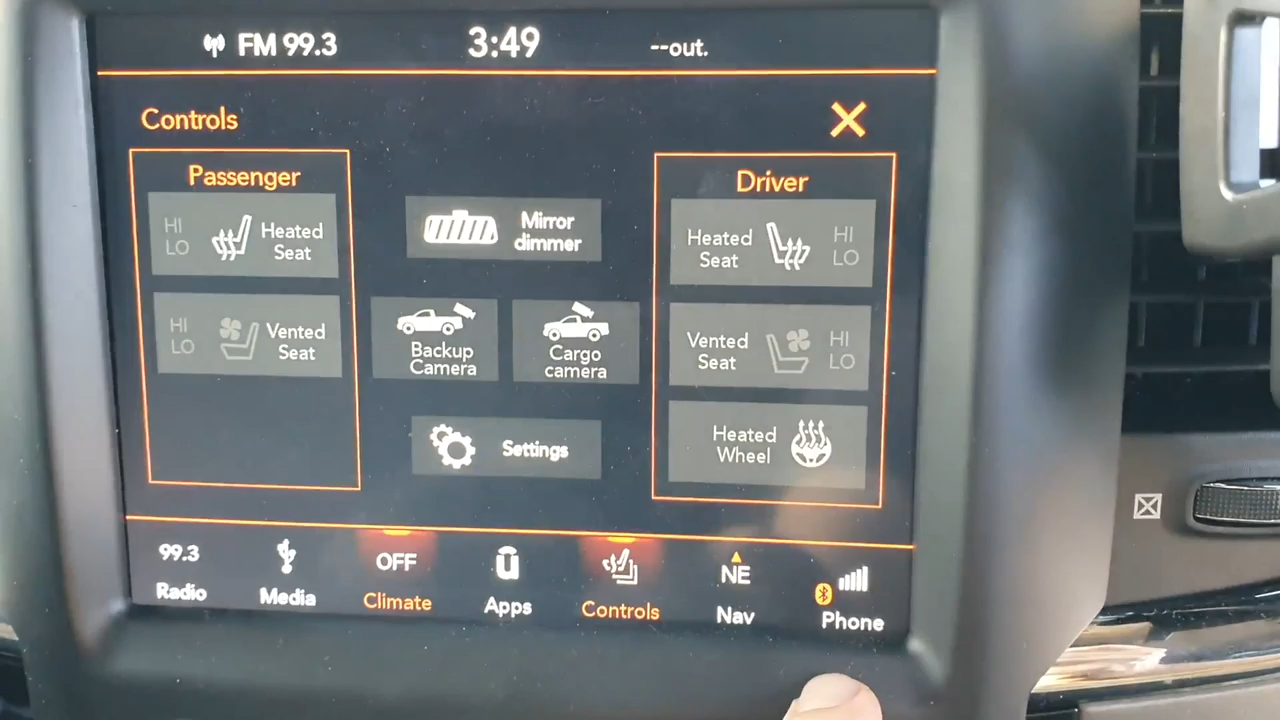 FM 99.3
3:49
--out.
Controls
Passenger
HI
LO
Heated
Seat
HI
LO
Vented
Seat
Mirror
dimmer
Backup
Camera
Cargo
camera
Settings
Driver
Heated
Seat
HI
LO
Vented
Seat
HI
LO
Heated
Wheel
99.3
Radio
Media
OFF
Climate
Apps
Controls
NE
Nav
Phone